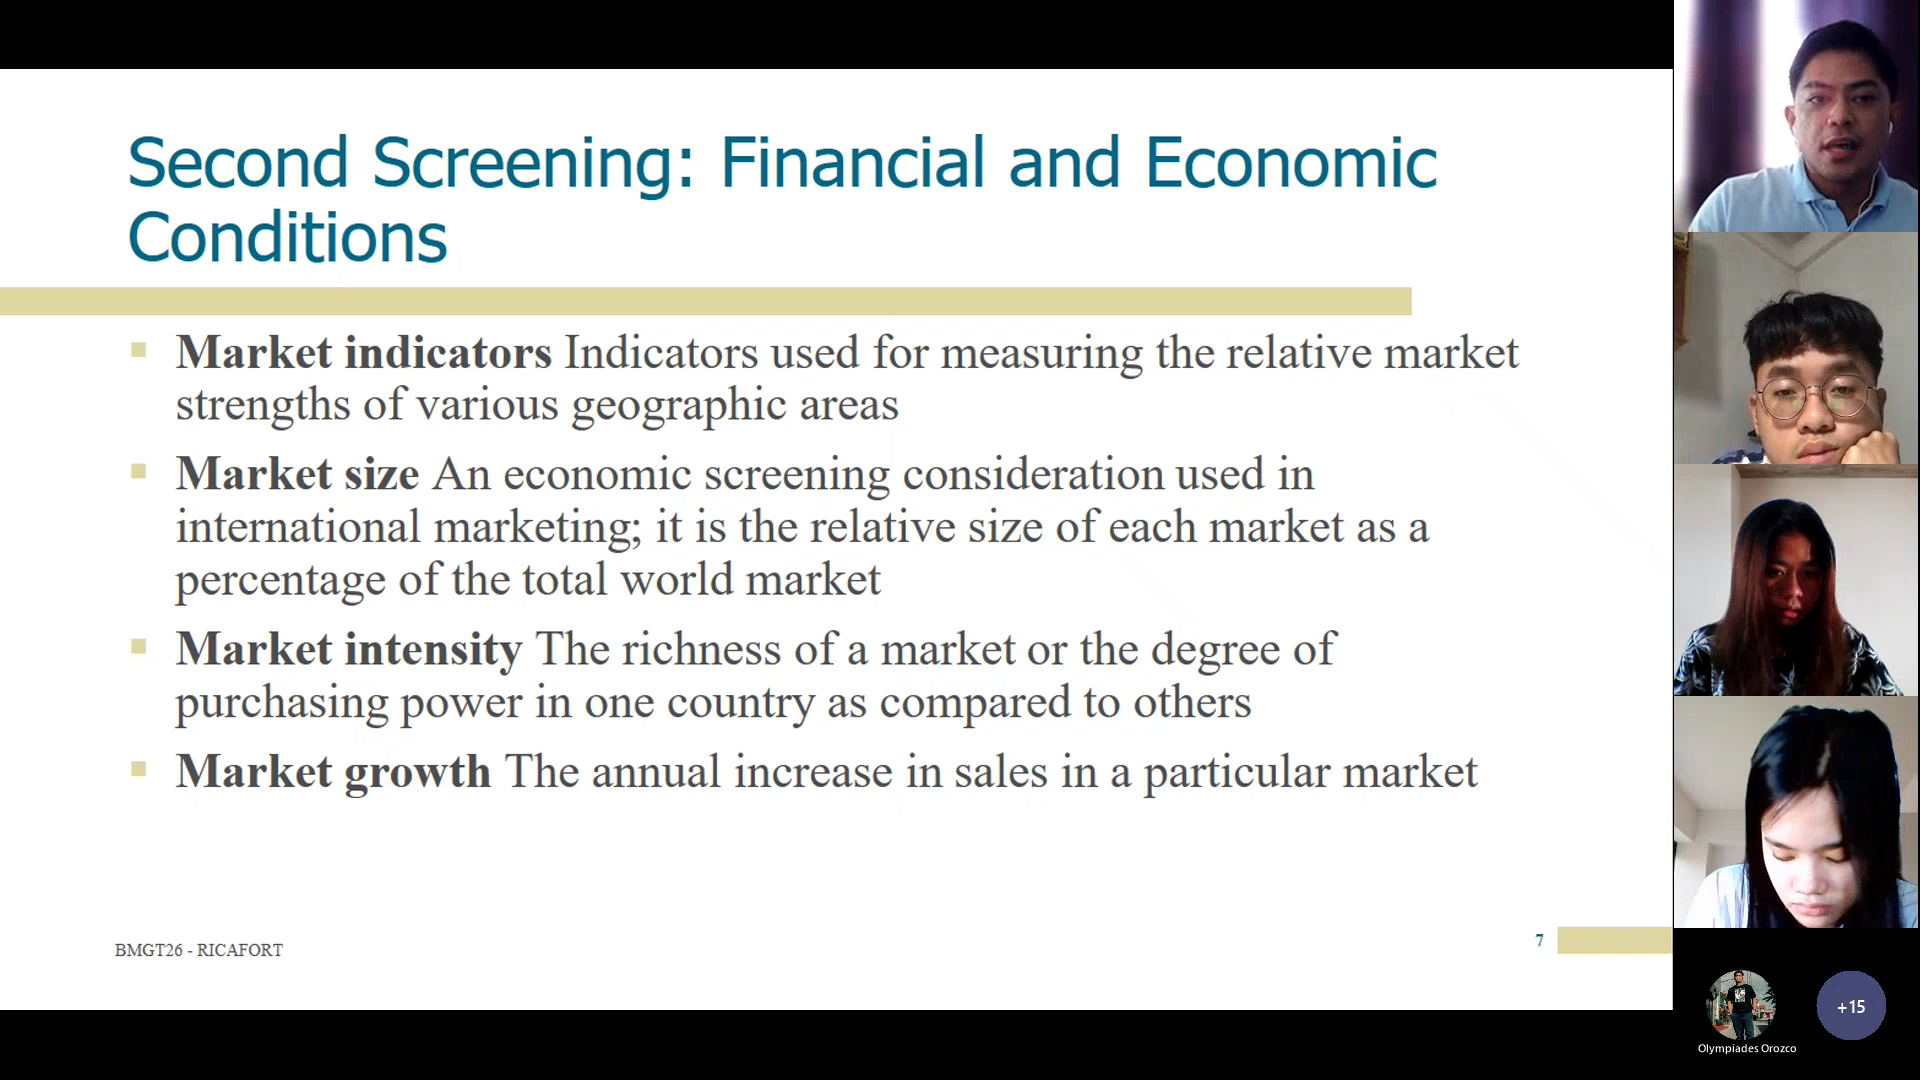 Second Screening: Financial and Economic
Conditions
Market indicators Indicators used for measuring the relative market
strengths of various geographic areas
Market size An economic screening consideration used in
international marketing; it is the relative size of each market as a
percentage of the total world market
Market intensity The richness of a market or the degree of
purchasing power in one country as compared to others
Market growth The annual increase in sales in a particular market
BMGT26 - RICAFORT
7
+15
Olympiades Orozco